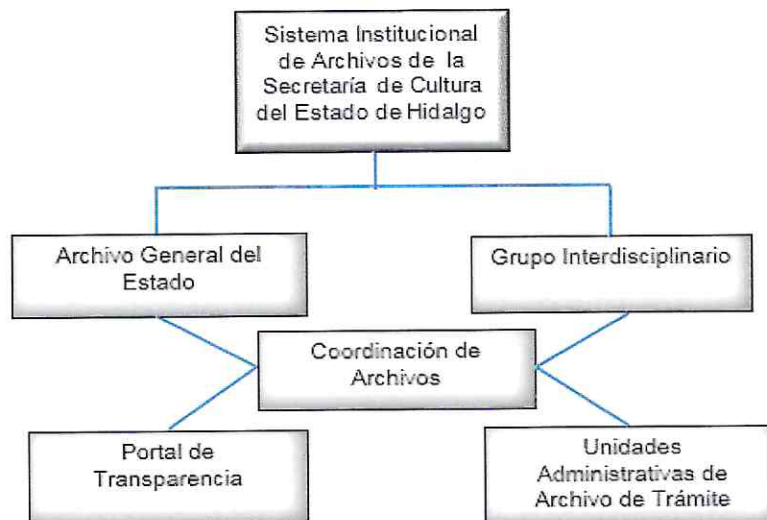 Sistema Institucional
de Archivos de la
Secretaría de Cultura
del Estado de Hidalgo
Archivo General del
Estado
Grupo Interdisciplinario
Coordinación de
Archivos
Portal de
Transparencia
Unidades
Administrativas de
Archivo de Trámite